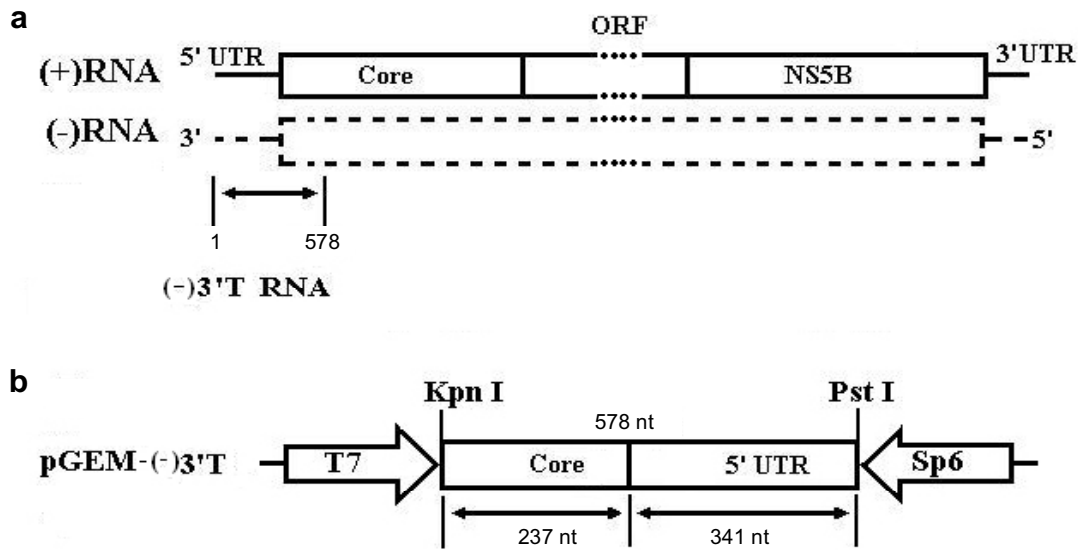 a
ORF
5' UTR
3'UTR
(+)RNA
Core
NS5B
(-)RNA
3'
5'
1
578
(-)3'T RNA
b
Kpn I
Pst I
578 nt
pGEM-(-)3'T
T7
Core
5' UTR
Sp6
237 nt
341 nt